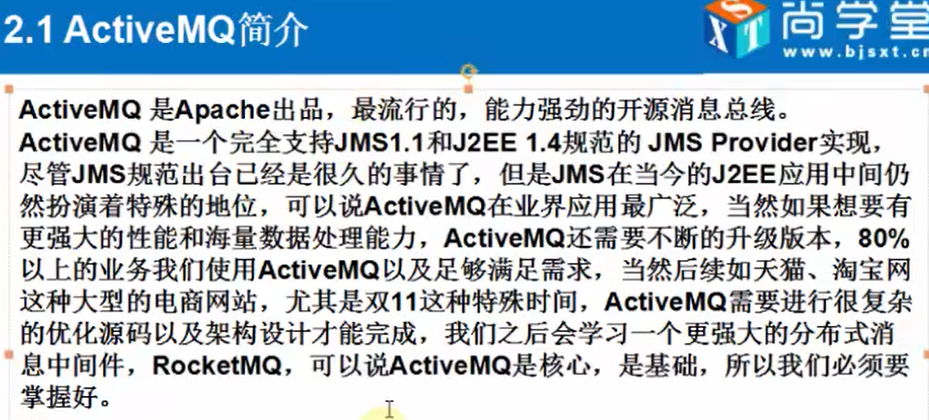 2.1 ActiveMQ简介
尚学堂
www.bjsxt.cn
ActiveMQ 是Apache出品，最流行的，能力强劲的开源消息总线。
ActiveMQ 是一个完全支持JMS1.1和J2EE 1.4规范的 JMS Provider实现，
尽管JMS规范出台已经是很久的事情了，但是JMS在当今的J2EE应用中间仍
然扮演着特殊的地位，可以说ActiveMQ在业界应用最广泛，当然如果想要有
更强大的性能和海量数据处理能力，ActiveMQ还需要不断的升级版本，80%
以上的业务我们使用ActiveMQ以及足够满足需求，当然后续如天猫、淘宝网
这种大型的电商网站，尤其是双11这种特殊时间，ActiveMQ需要进行很复杂
的优化源码以及架构设计才能完成，我们之后会学习一个更强大的分布式消
息中间件，RocketMQ，可以说ActiveMQ是核心，是基础，所以我们必须要
掌握好。